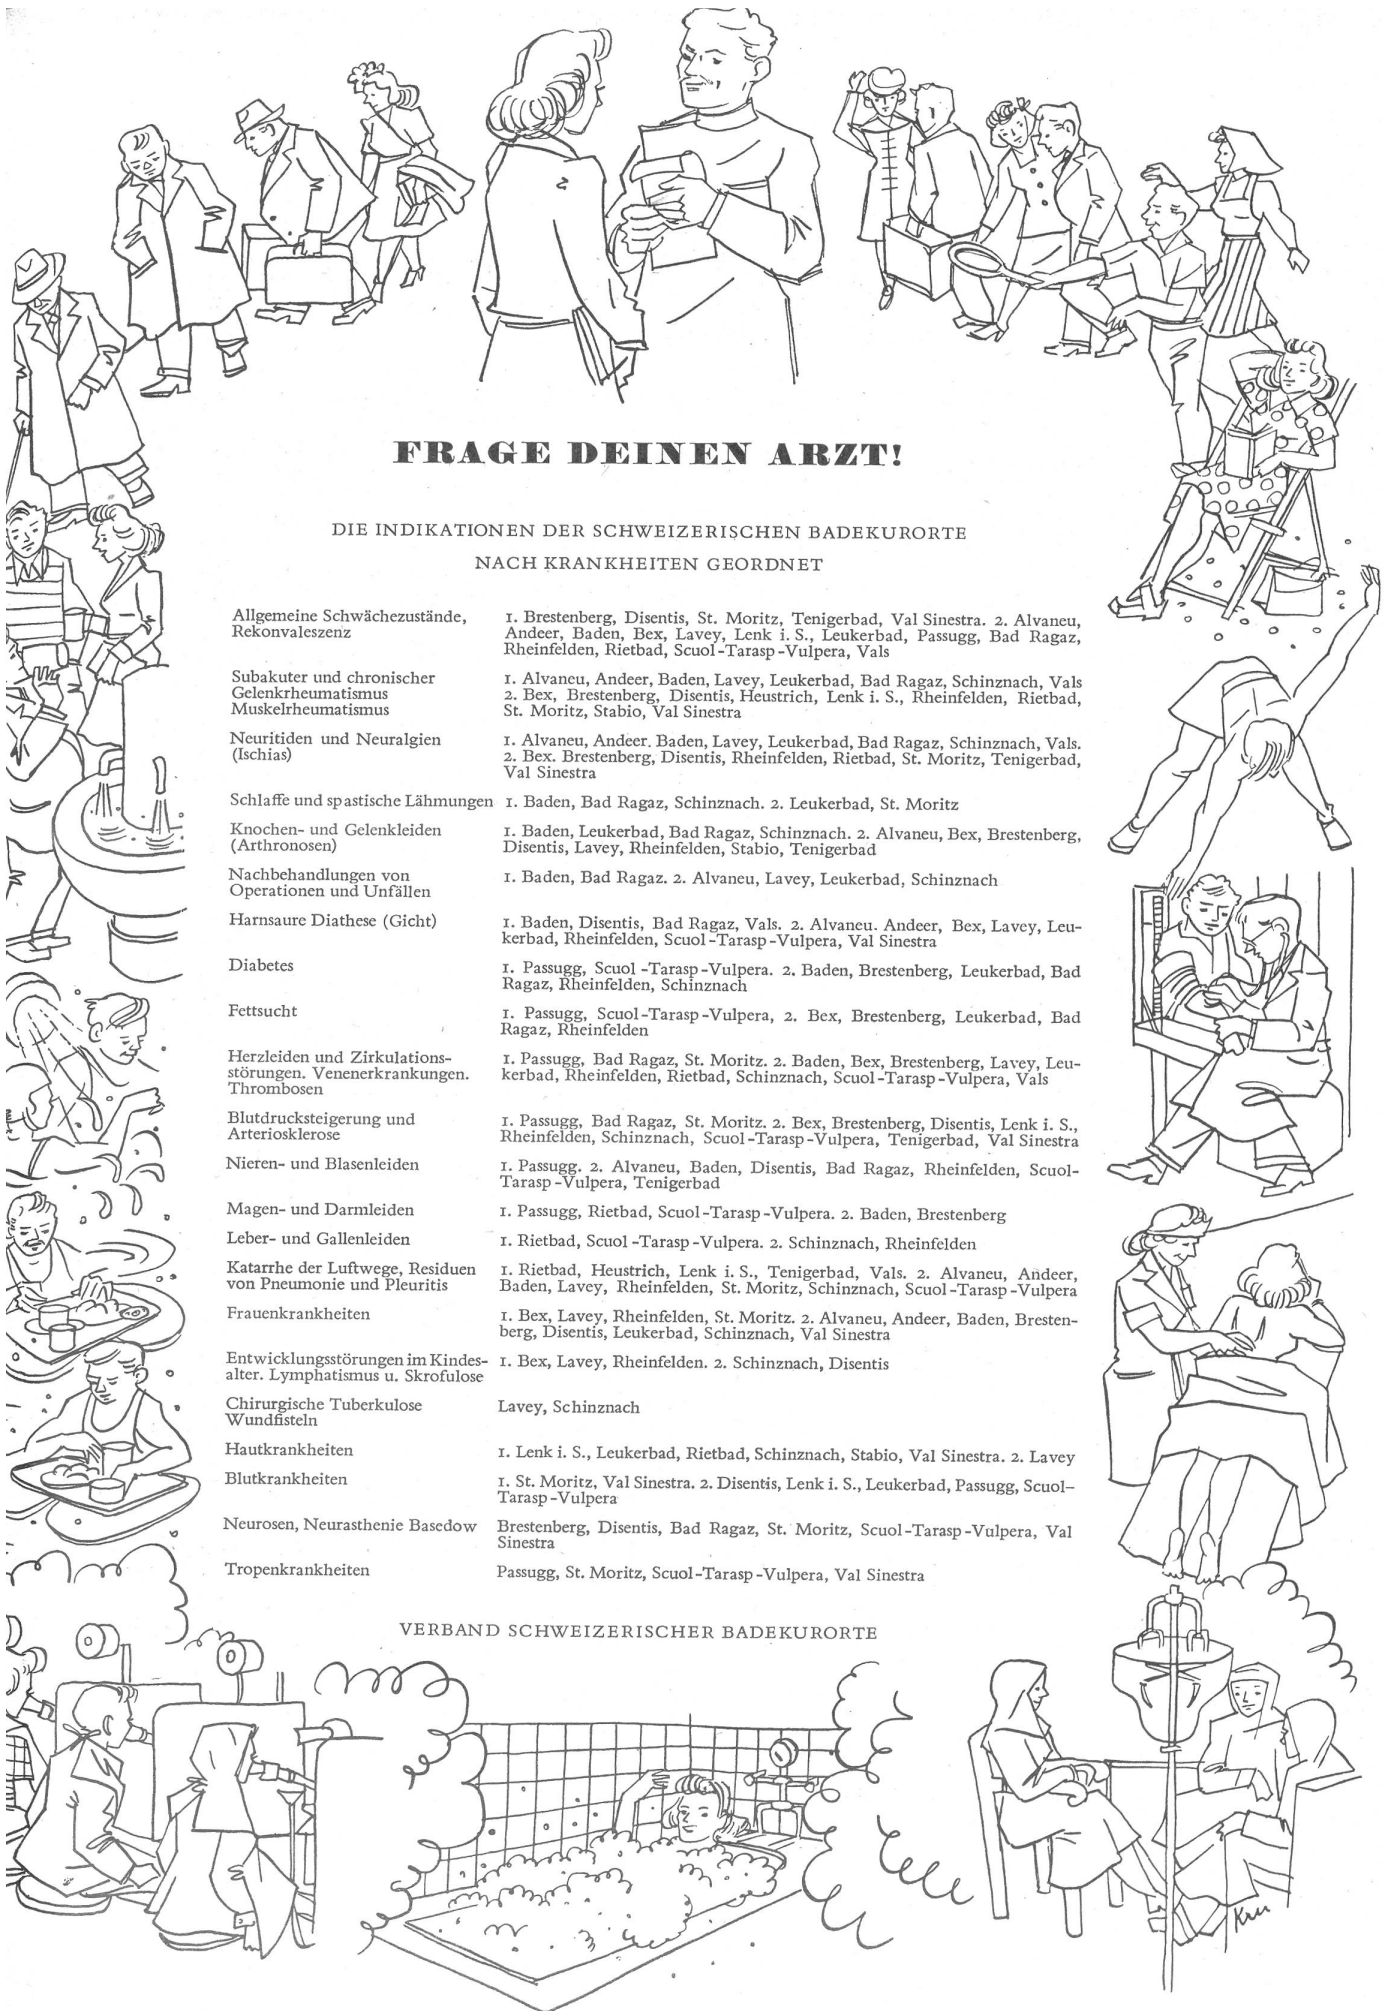 FRAGE DEINEN ARZT!
DIE INDIKATIONEN DER SCHWEIZERISCHEN BADEKURORTE
NACH KRANKHEITEN GEORDNET
Allgemeine Schwächezustände,
Rekonvaleszenz
1. Brestenberg, Disentis, St. Moritz, Tenigerbad, Val Sinestra. 2. Alvaneu,
Andeer, Baden, Bex, Lavey, Lenk i. S., Leukerbad, Passugg, Bad Ragaz,
Rheinfelden, Rietbad, Scuol-Tarasp-Vulpera, Vals
Subakuter und chronischer
Gelenkrheumatismus
Muskelrheumatismus
1. Alvaneu, Andeer, Baden, Lavey, Leukerbad, Bad Ragaz, Schinznach, Vals
2. Bex, Brestenberg, Disentis, Heustrich, Lenk i. S., Rheinfelden, Rietbad,
St. Moritz, Stabio, Val Sinestra
Neuritiden und Neuralgien
(Ischias)
1. Alvaneu, Andeer. Baden, Lavey, Leukerbad, Bad Ragaz, Schinznach, Vals.
2. Bex. Brestenberg, Disentis, Rheinfelden, Rietbad, St. Moritz, Tenigerbad,
Val Sinestra
Schlaffe und spastische Lähmungen 1. Baden, Bad Ragaz, Schinznach. 2. Leukerbad, St. Moritz
Knochen- und Gelenkleiden
(Arthronosen)
1. Baden, Leukerbad, Bad Ragaz, Schinznach. 2. Alvaneu, Bex, Brestenberg,
Disentis, Lavey, Rheinfelden, Stabio, Tenigerbad
Nachbehandlungen von
Operationen und Unfällen
1. Baden, Bad Ragaz. 2. Alvaneu, Lavey, Leukerbad, Schinznach
Harnsaure Diathese (Gicht)
1. Baden, Disentis, Bad Ragaz, Vals. 2. Alvaneu. Andeer, Bex, Lavey, Leu-
kerbad, Rheinfelden, Scuol-Tarasp-Vulpera, Val Sinestra
Diabetes
1. Passugg, Scuol-Tarasp-Vulpera. 2. Baden, Brestenberg, Leukerbad, Bad
Ragaz, Rheinfelden, Schinznach
Fettsucht
1. Passugg, Scuol-Tarasp-Vulpera, 2. Bex, Brestenberg, Leukerbad, Bad
Ragaz, Rheinfelden
Herzleiden und Zirkulations-
störungen. Venenerkrankungen.
Thrombosen
1. Passugg, Bad Ragaz, St. Moritz. 2. Baden, Bex, Brestenberg, Lavey, Leu-
kerbad, Rheinfelden, Rietbad, Schinznach, Scuol-Tarasp-Vulpera, Vals
Blutdrucksteigerung und
Arteriosklerose
1. Passugg, Bad Ragaz, St. Moritz. 2. Bex, Brestenberg, Disentis, Lenk i. S.,
Rheinfelden, Schinznach, Scuol-Tarasp-Vulpera, Tenigerbad, Val Sinestra
Nieren- und Blasenleiden
1. Passugg. 2. Alvaneu, Baden, Disentis, Bad Ragaz, Rheinfelden, Scuol-
Tarasp-Vulpera, Tenigerbad
Magen- und Darmleiden
1. Passugg, Rietbad, Scuol-Tarasp-Vulpera. 2. Baden, Brestenberg
Leber- und Gallenleiden
1. Rietbad, Scuol-Tarasp-Vulpera. 2. Schinznach, Rheinfelden
Katarrhe der Luftwege, Residuen
von Pneumonie und Pleuritis
1. Rietbad, Heustrich, Lenk i. S., Tenigerbad, Vals. 2. Alvaneu, Andeer,
Baden, Lavey, Rheinfelden, St. Moritz, Schinznach, Scuol-Tarasp-Vulpera
Frauenkrankheiten
1. Bex, Lavey, Rheinfelden, St. Moritz. 2. Alvaneu, Andeer, Baden, Bresten-
berg, Disentis, Leukerbad, Schinznach, Val Sinestra
Entwicklungsstörungen im Kindes-
alter. Lymphatismus u. Skrofulose
1. Bex, Lavey, Rheinfelden. 2. Schinznach, Disentis
Chirurgische Tuberkulose
Wundfisteln
Lavey, Schinznach
Hautkrankheiten
1. Lenk i. S., Leukerbad, Rietbad, Schinznach, Stabio, Val Sinestra. 2. Lavey
Blutkrankheiten
1. St. Moritz, Val Sinestra. 2. Disentis, Lenk i. S., Leukerbad, Passugg, Scuol-
Tarasp-Vulpera
Neurosen, Neurasthenie Basedow
Brestenberg, Disentis, Bad Ragaz, St. Moritz, Scuol-Tarasp-Vulpera, Val
Sinestra
Tropenkrankheiten
Passugg, St. Moritz, Scuol-Tarasp-Vulpera, Val Sinestra
VERBAND SCHWEIZERISCHER BADEKURORTE